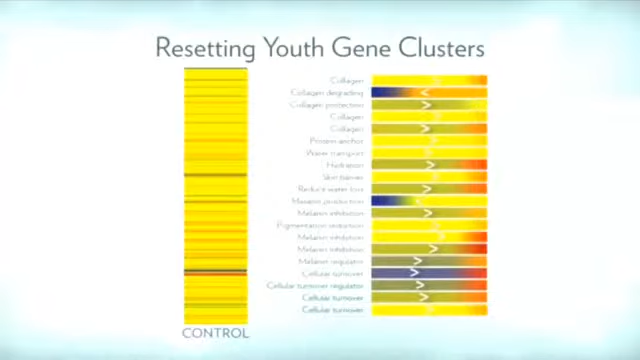 Resetting Youth Gene Clusters
Collagen
Collagen degrading
Collagen protection
Collagen
Collagen
Protein anchor
Water transport
Hydration
Skin barrier
Reduce water loss
Melanin production
Melanin inhibition
Pigmentation
Melanin inhibition
Melanin inhibition
Melanin regulator
Cellular turnover
Cellular turnover regulator
Cellular turnover
Cellular turnover
CONTROL